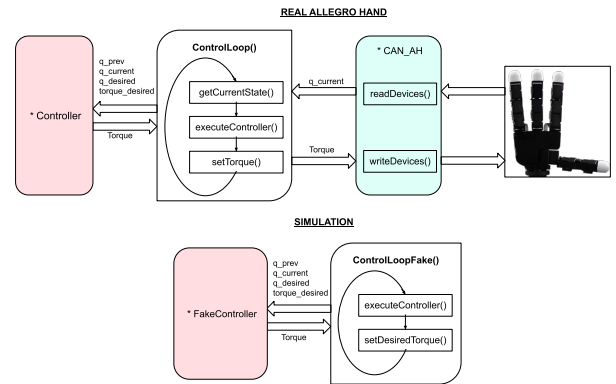 REAL ALLEGRO HAND
ControlLoop()
* CAN_AH
q_prev
q_current
q_desired
torque_desired
q_current
getCurrentState()
readDevices()
* Controller
executeController()
Torque
Torque
setTorque()
writeDevices()
SIMULATION
ControlLoopFake()
q_prev
q_current
q_desired
torque_desired
executeController()
* FakeController
Torque
setDesiredTorque()